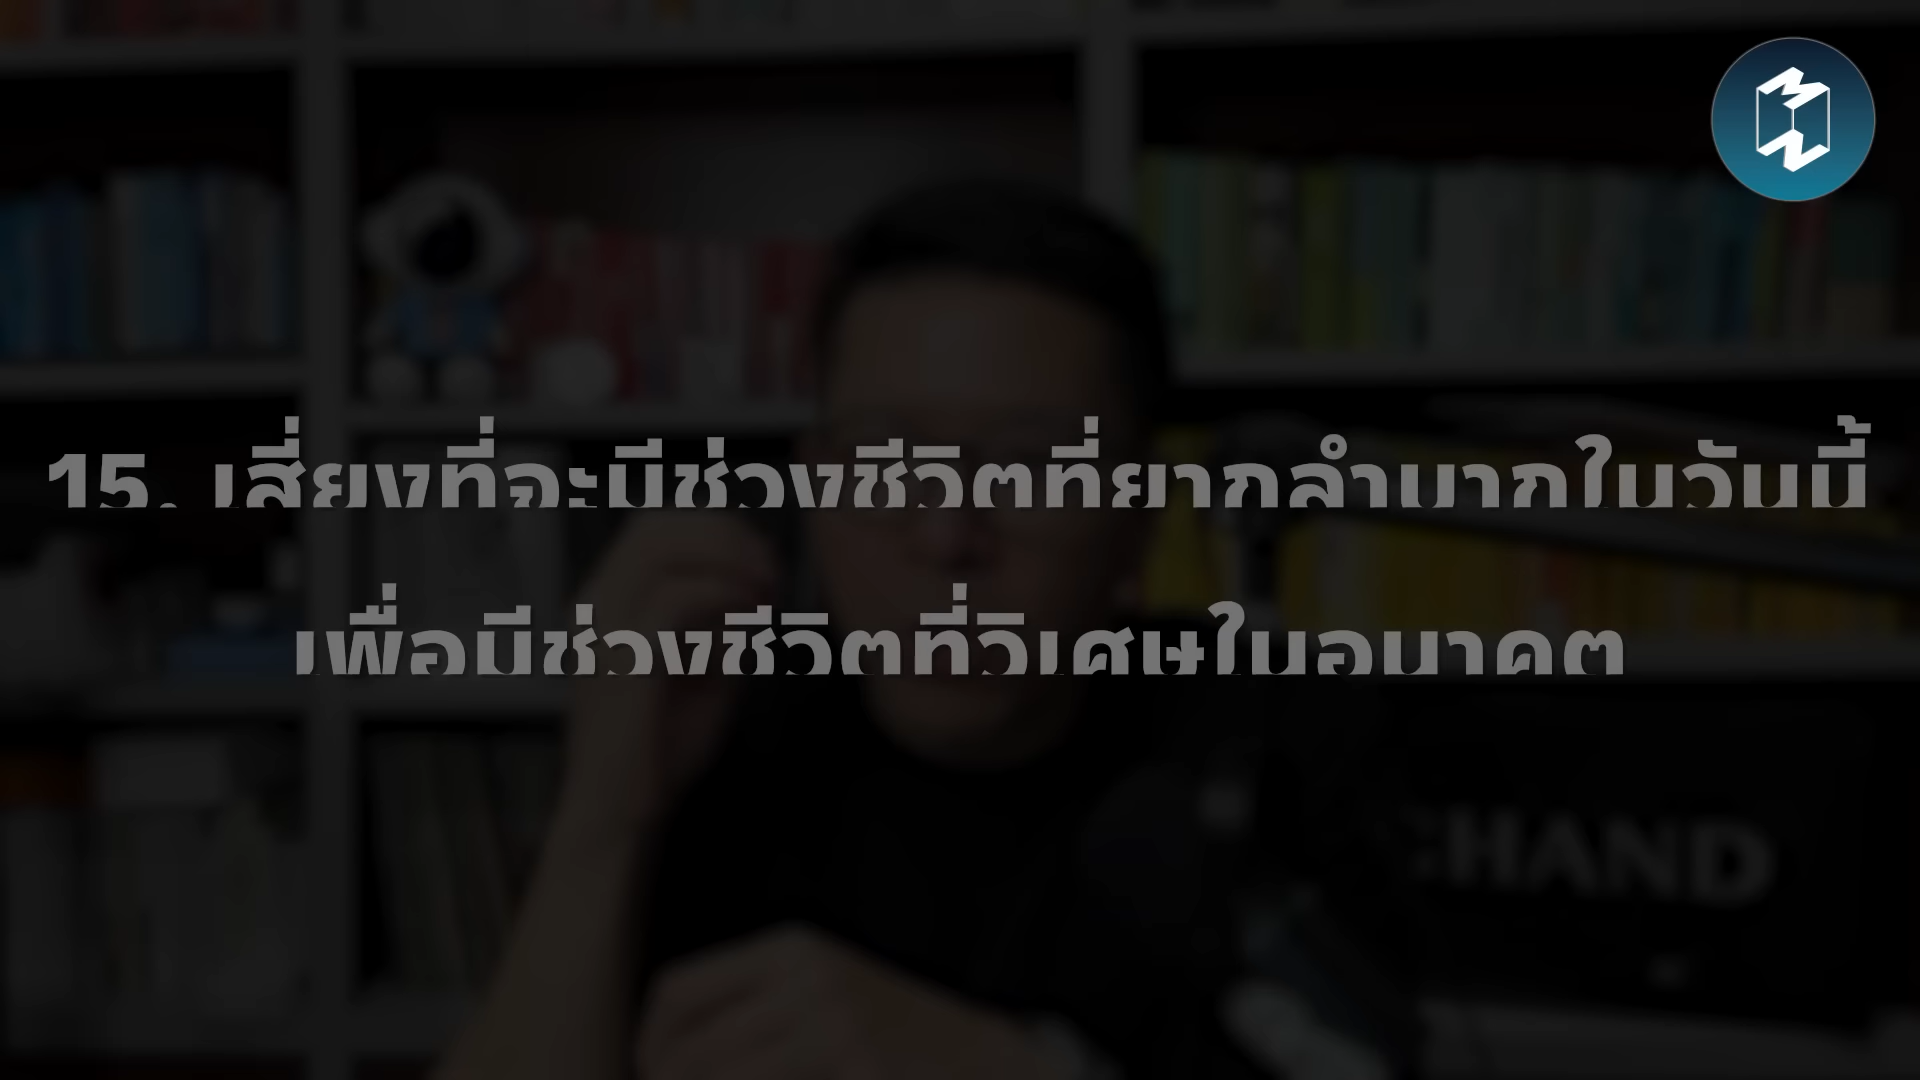 15. เสี่ยงที่จะมีช่วงชีวิตที่ยากลำบากในวันนี้
เพื่อมีช่วงชีวิตที่วิเศษในอนาคต
HAND